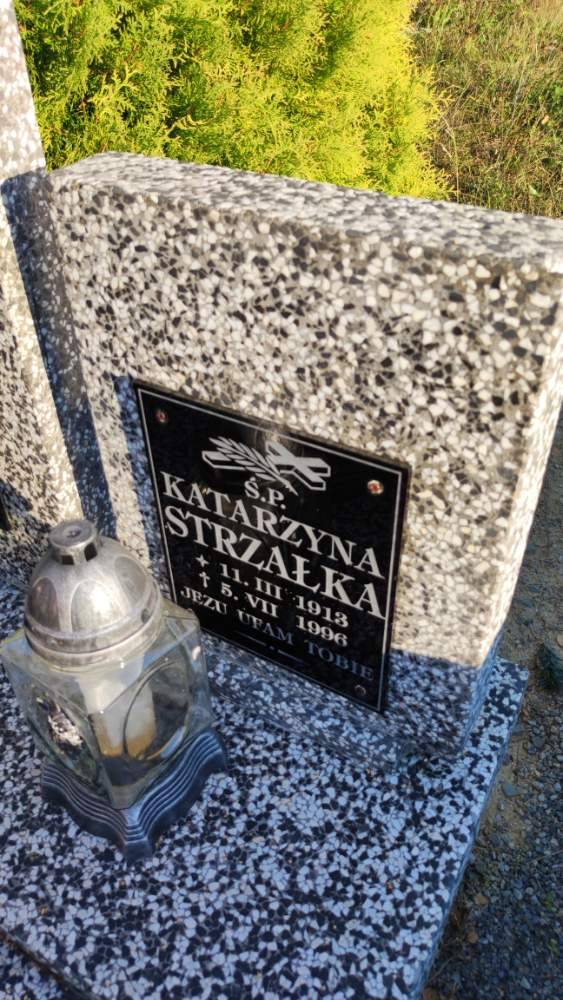 Ś.P.
KATARZYNA
STRZAŁKA
✦ 11. III 1913
† 5. VII 1996
JEZU UFAM TOBIE